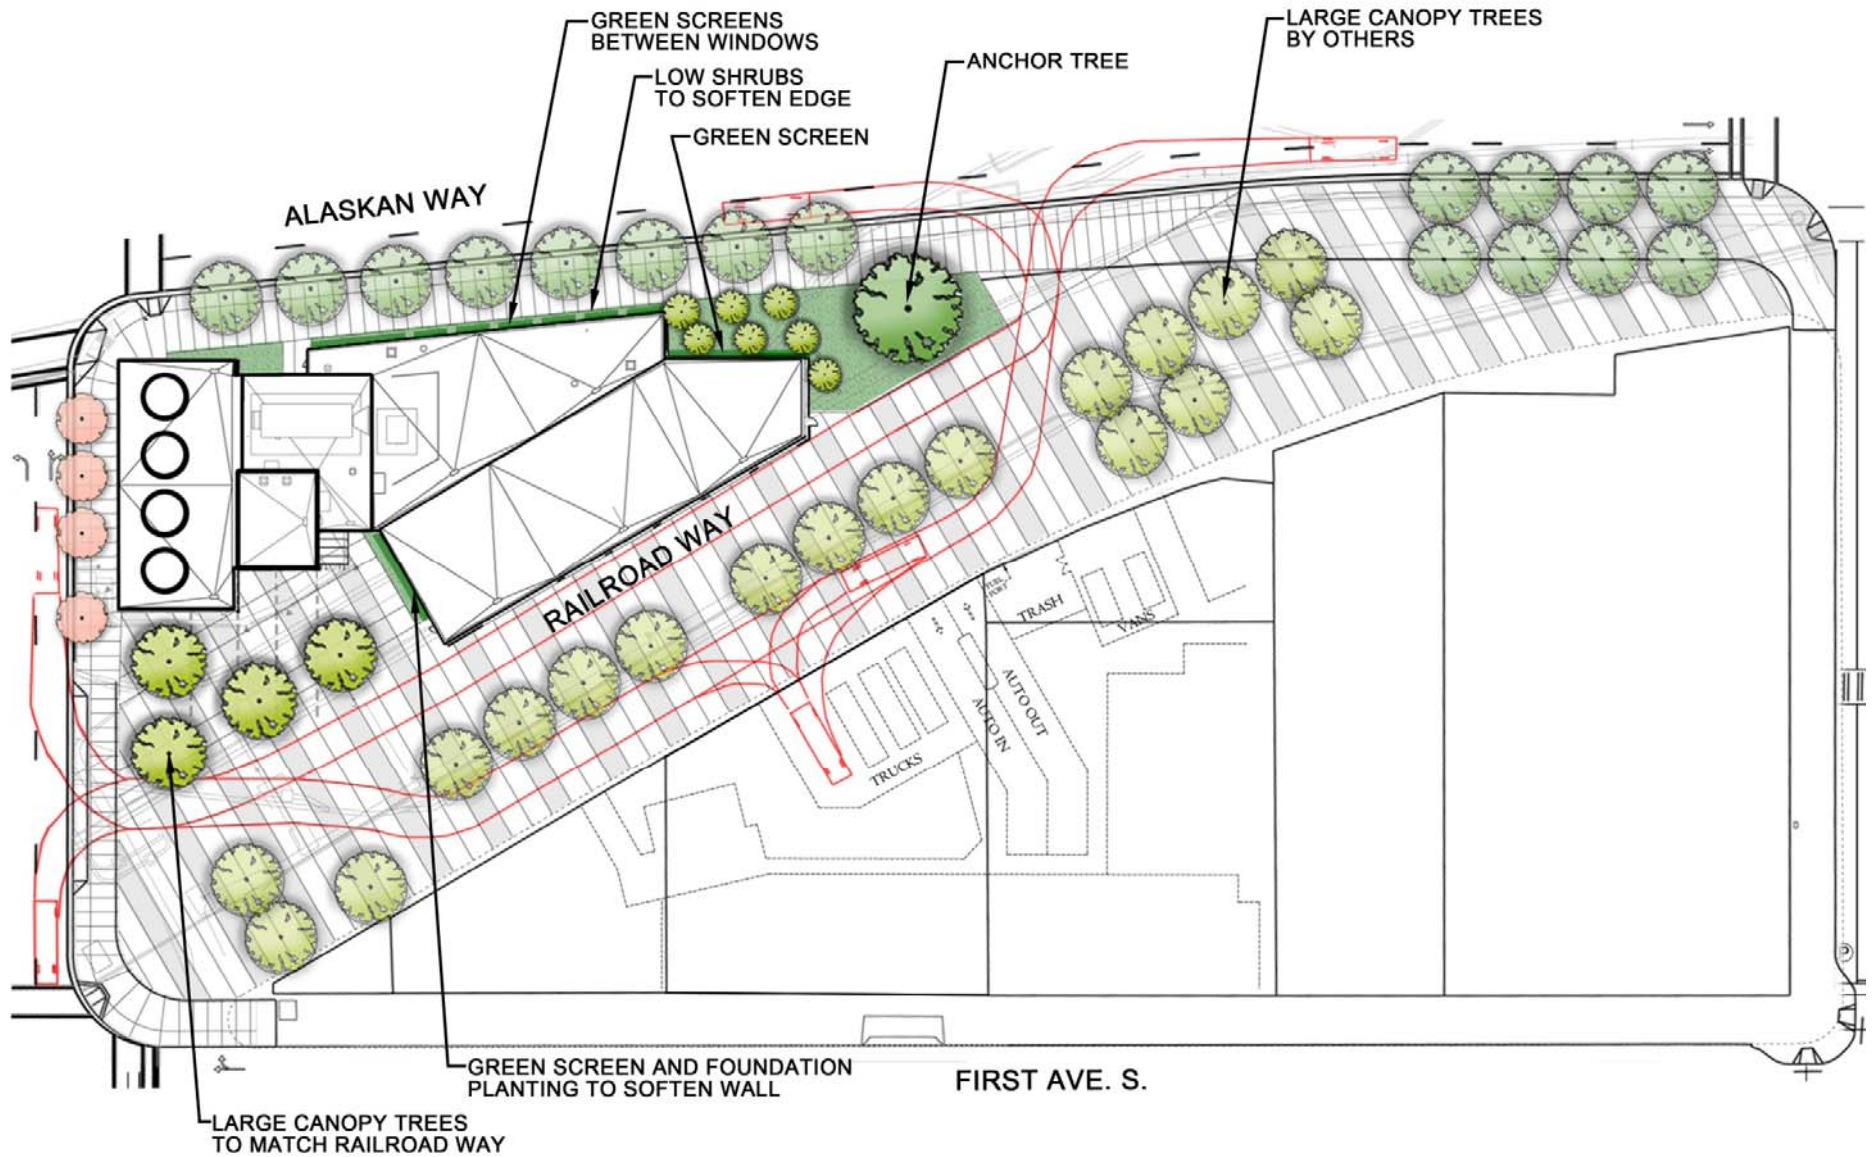 GREEN SCREENS
BETWEEN WINDOWS
LARGE CANOPY TREES
BY OTHERS
LOW SHRUBS
TO SOFTEN EDGE
ANCHOR TREE
GREEN SCREEN
ALASKAN WAY
RAILROAD WAY
FUEL
PORT
TRASH
VANS
AUTO OUT
AUTO IN
TRUCKS
GREEN SCREEN AND FOUNDATION
PLANTING TO SOFTEN WALL
FIRST AVE. S.
LARGE CANOPY TREES
TO MATCH RAILROAD WAY